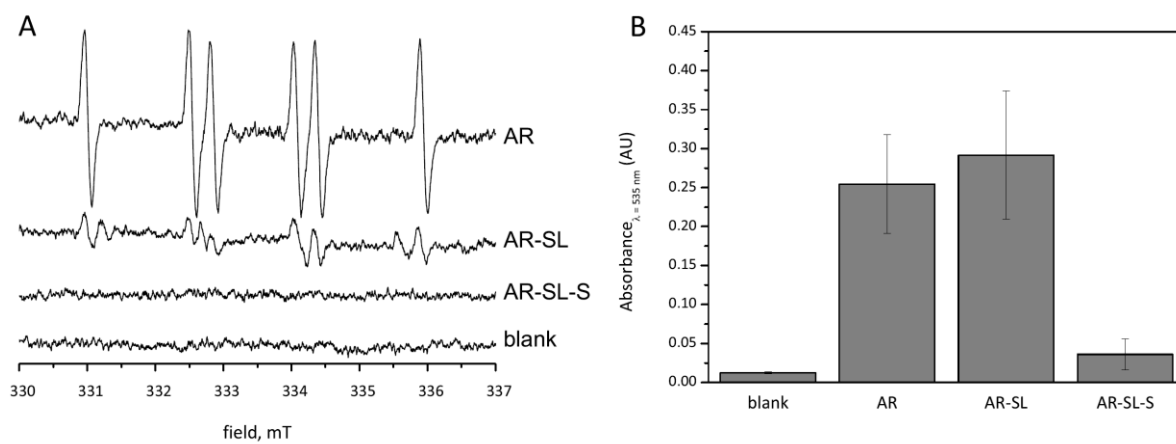 A
AR
AR-SL
AR-SL-S
blank
330 331 332 333 334 335 336 337
field, mT
B
Absorbance λ = 535 nm (AU)
0.45
0.40
0.35
0.30
0.25
0.20
0.15
0.10
0.05
0.00
blank AR AR-SL AR-SL-S